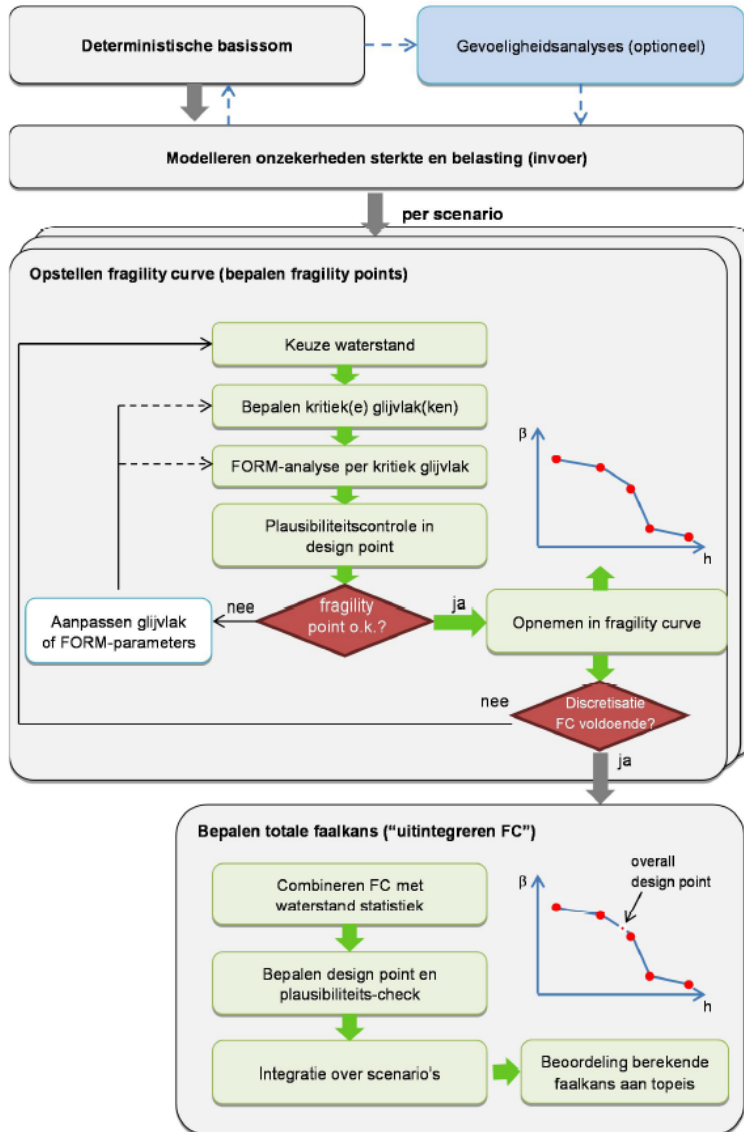 Deterministische basissom
Gevoeligheidsanalyses (optioneel)
Modelleren onzekerheden sterkte en belasting (invoer)
per scenario
Opstellen fragility curve (bepalen fragility points)
Keuze waterstand
Bepalen kritiek(e) glijvlak(ken)
FORM-analyse per kritiek glijvlak
Plausibiliteitscontrole in
design point
β
h
Aanpassen glijvlak
of FORM-parameters
nee
fragility
point o.k.?
ja
Opnemen in fragility curve
nee
Discretisatie
FC voldoende?
ja
Bepalen totale faalkans (“uitintegreren FC”)
Combineren FC met
waterstand statistiek
Bepalen design point en
plausibiliteits-check
Integratie over scenario's
β
overall
design point
h
Beoordeling berekende
faalkans aan topeis